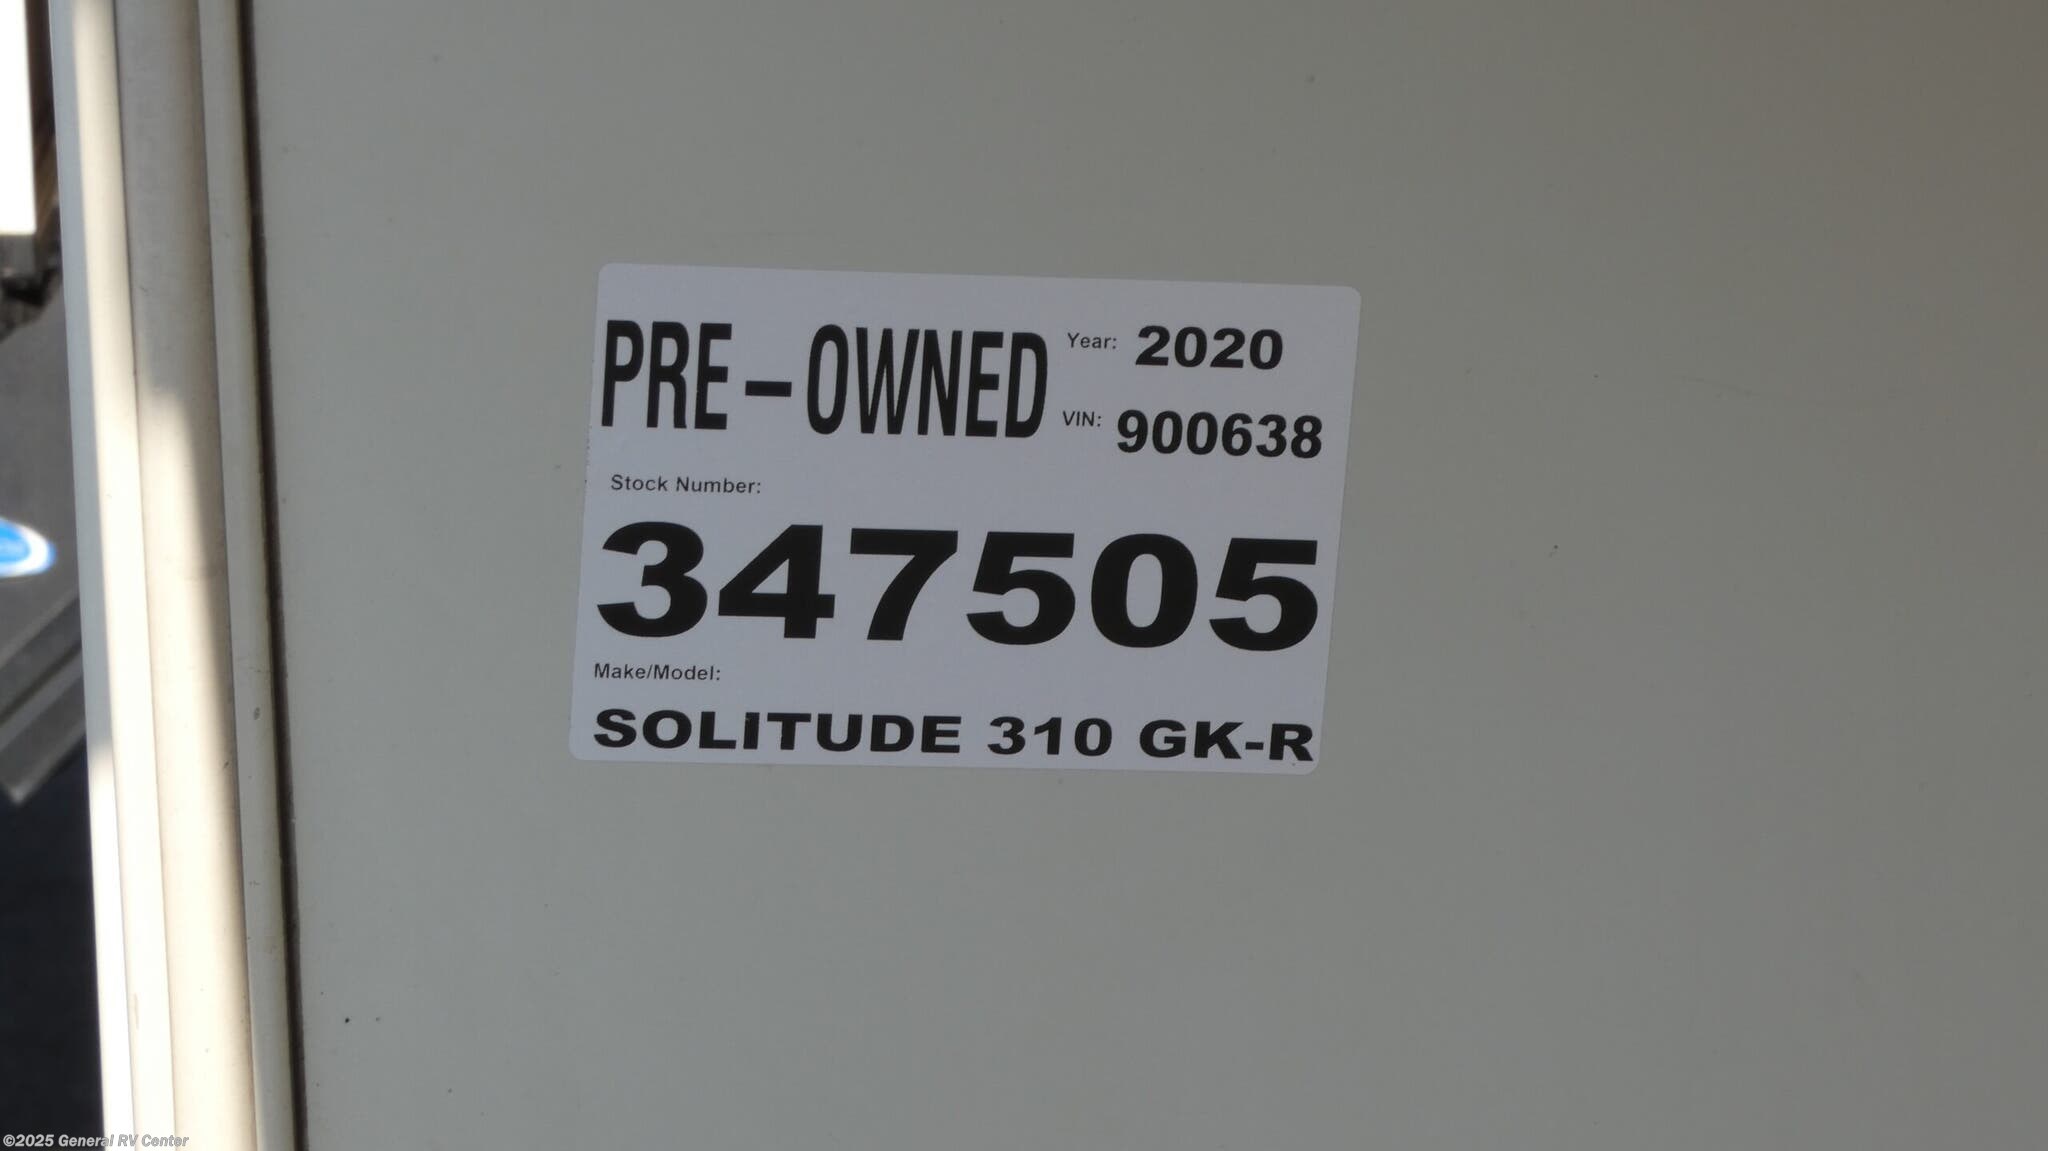 PRE-OWNED
Year: 2020
VIN: 900638
Stock Number:
347505
Make/Model:
SOLITUDE 310 GK-R
©2025 General RV Center